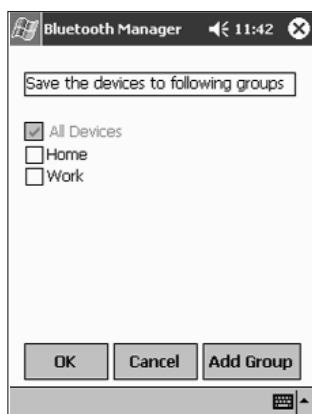 Bluetooth Manager 11:42
Save the devices to following groups
All Devices
Home
Work
OK Cancel Add Group